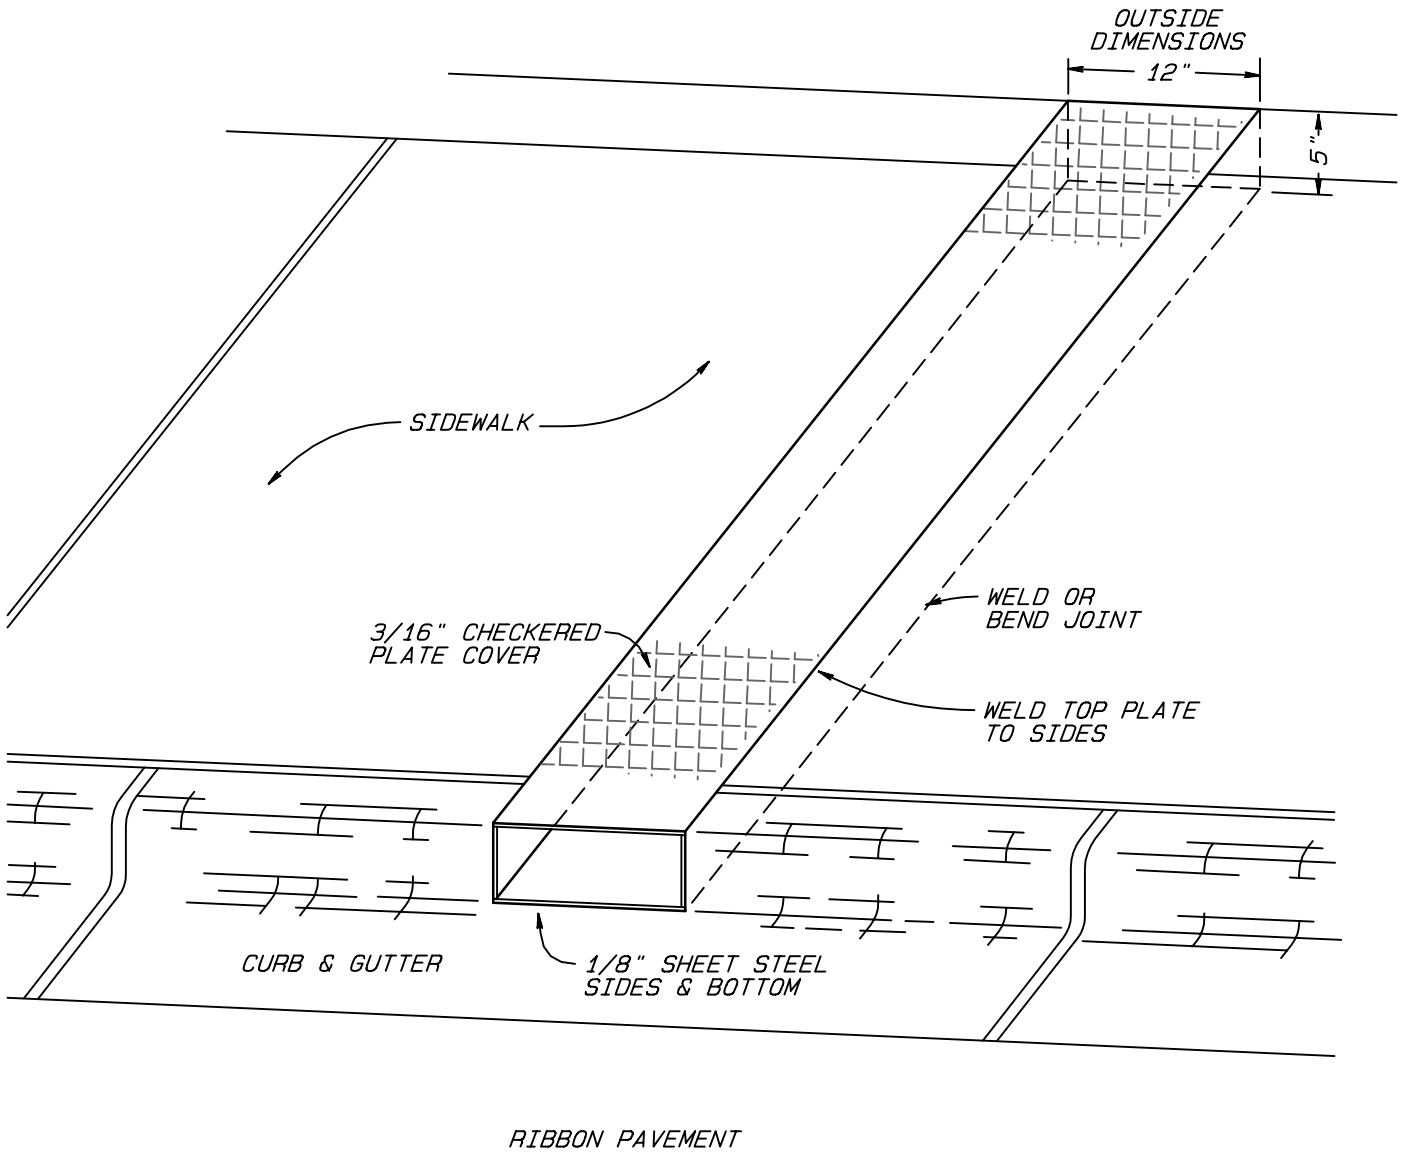 OUTSIDE
DIMENSIONS
12"
5"
SIDEWALK
WELD OR
BEND JOINT
3/16" CHECKERED
PLATE COVER
WELD TOP PLATE
TO SIDES
CURB & GUTTER
1/8" SHEET STEEL
SIDES & BOTTOM
RIBBON PAVEMENT